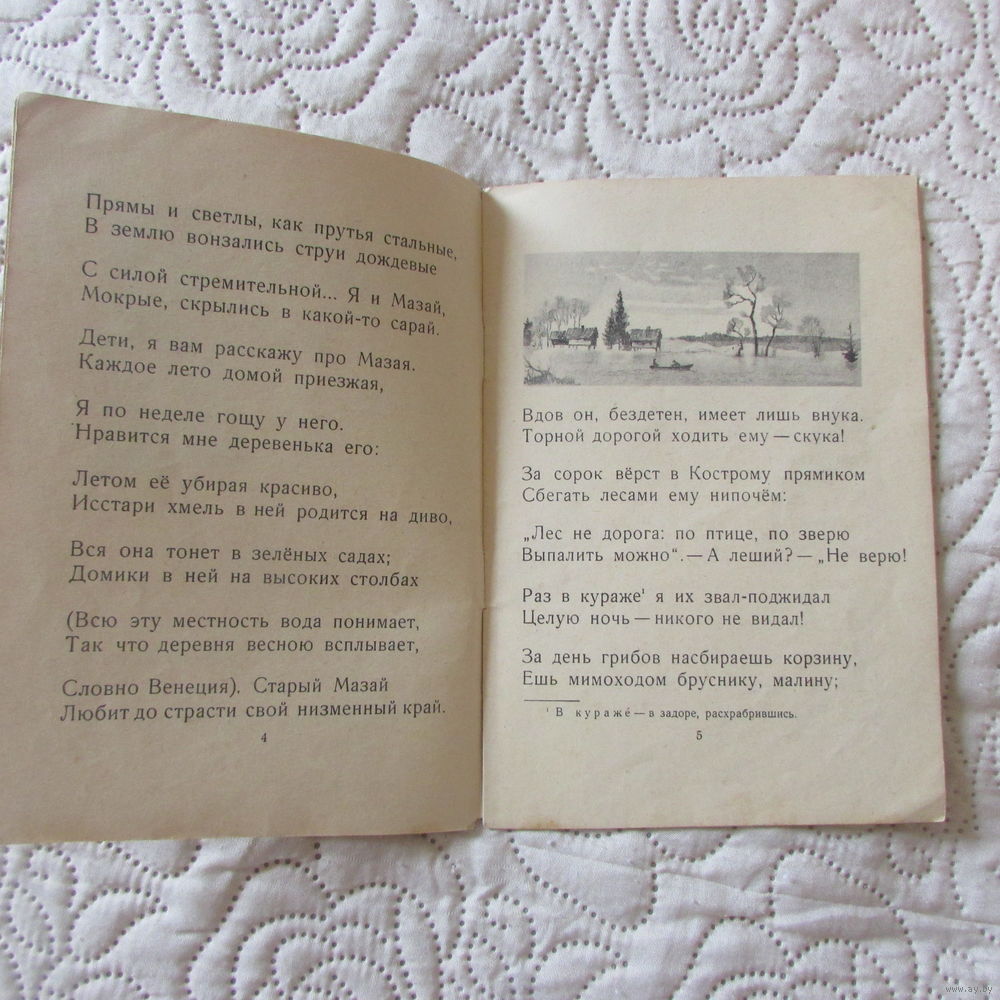 Прямы и светлы, как прутья стальные,
В землю вонзались струи дождевые
С силой стремительной... Я и Мазай,
Мокрые, скрылись в какой-то сарай.
Дети, я вам расскажу про Мазая.
Каждое лето домой приезжая,
Я по неделе гощу у него.
Нравится мне деревенька его:
Летом её убирая красиво,
Исстари хмель в ней родится на диво,
Вся она тонет в зелёных садах;
Домики в ней на высоких столбах
(Всю эту местность вода понимает,
Так что деревня весною всплывает,
Словно Венеция). Старый Мазай
Любит до страсти свой низменный край.
4
Вдов он, бездетен, имеет лишь внука.
Торной дорогой ходить ему — скука!
За сорок вёрст в Кострому прямиком
Сбегать лесами ему нипочём:
„Лес не дорога: по птице, по зверю
Выпалить можно“. — А леший? — „Не верю!
Раз в кураже¹ я их звал-поджидал
Целую ночь — никого не видал!
За день грибов насбираешь корзину,
Ешь мимоходом бруснику, малину;
¹ В кураже́ — в задоре, расхрабрившись.
5
www.ay.by